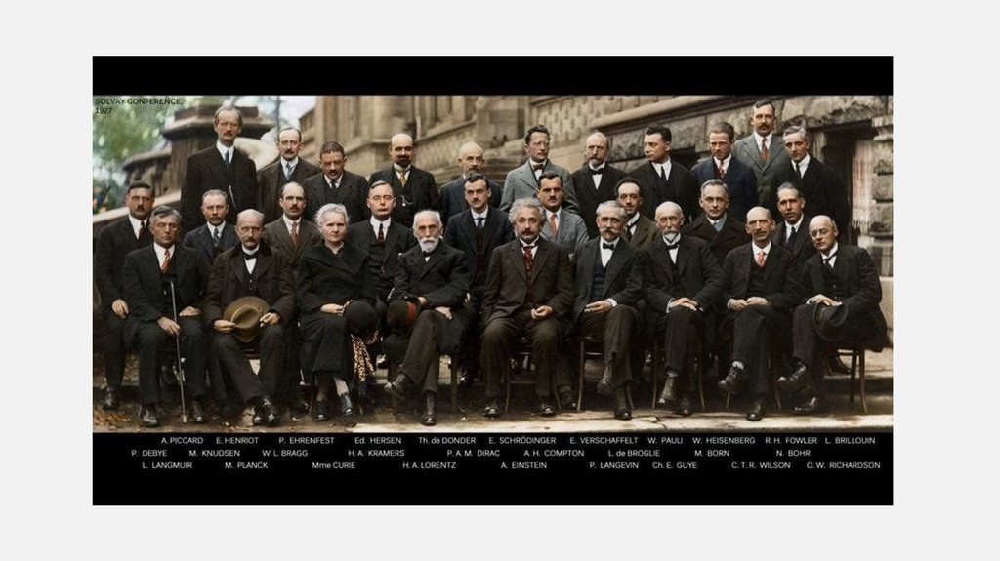 SOLVAY CONFERENCE,
1927
A. PICCARD E. HENRIOT P. EHRENFEST Ed. HERSEN Th. de DONDER E. SCHRÖDINGER E. VERSCHAFFELT W. PAULI W. HEISENBERG R. H. FOWLER L. BRILLOUIN
P. DEBYE M. KNUDSEN W. L. BRAGG H. A. KRAMERS P. A. M. DIRAC A. H. COMPTON L. de BROGLIE M. BORN N. BOHR
L. LANGMUIR M. PLANCK Mme CURIE H. A. LORENTZ A. EINSTEIN P. LANGEVIN Ch. E. GUYE C. T. R. WILSON O. W. RICHARDSON